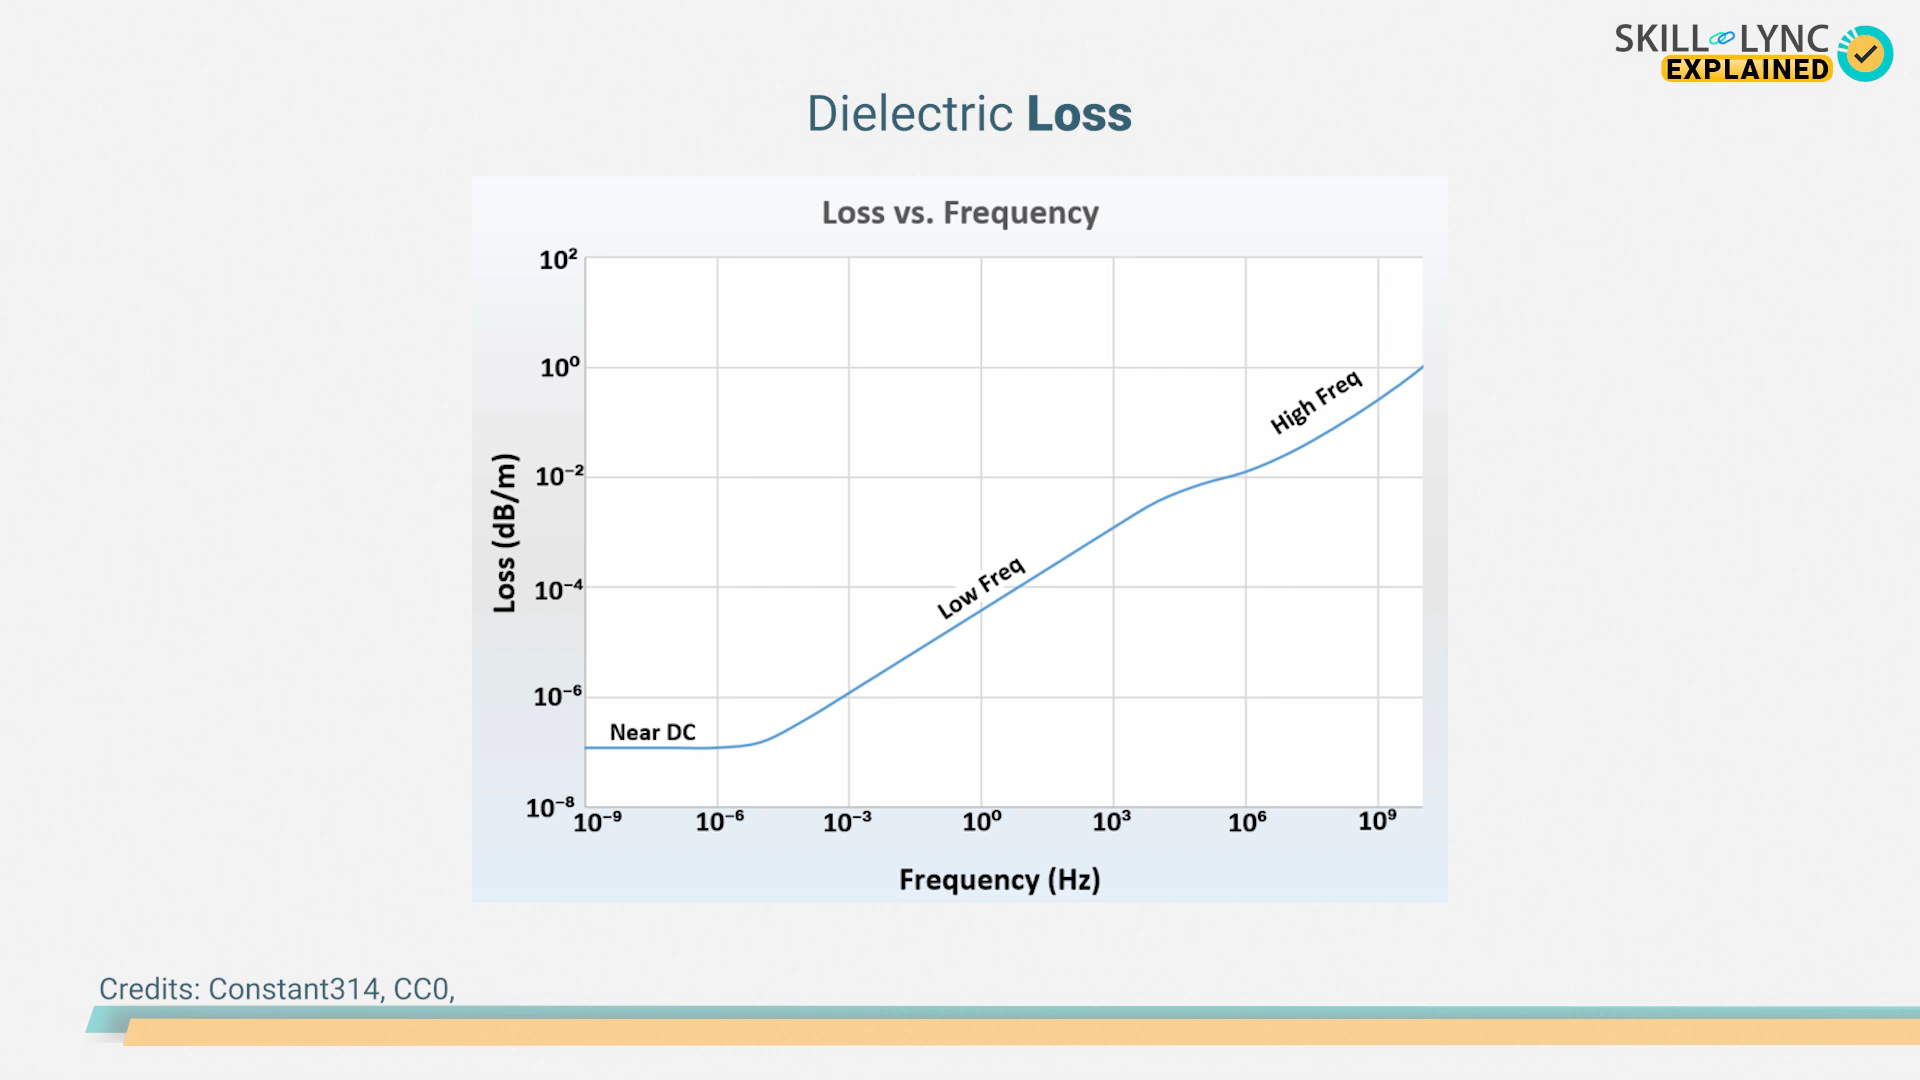 SKILL LYNC
EXPLAINED
Dielectric Loss
Loss vs. Frequency
10²
10⁰
10⁻²
10⁻⁴
10⁻⁶
10⁻⁸
Loss (dB/m)
High Freq
Low Freq
Near DC
10⁻⁹ 10⁻⁶ 10⁻³ 10⁰ 10³ 10⁶ 10⁹
Frequency (Hz)
Credits: Constant314, CC0,